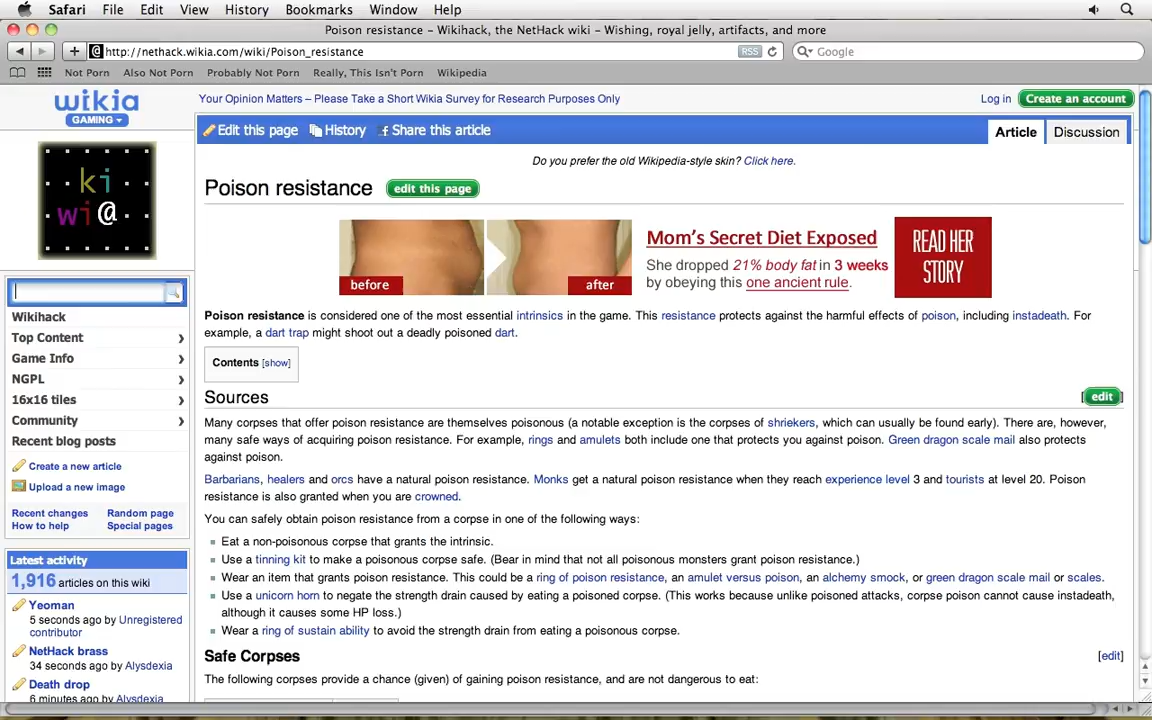 Safari File Edit View History Bookmarks Window Help
Poison resistance – Wikihack, the NetHack wiki – Wishing, royal jelly, artifacts, and more
http://nethack.wikia.com/wiki/Poison_resistance RSS Google
Not Porn Also Not Porn Probably Not Porn Really, This Isn't Porn Wikipedia
wikia
GAMING
Your Opinion Matters – Please Take a Short Wikia Survey for Research Purposes Only
Log in Create an account
Edit this page History Share this article Article Discussion
Do you prefer the old Wikipedia-style skin? Click here.
ki
wi@
Poison resistance edit this page
before after
Mom's Secret Diet Exposed
She dropped 21% body fat in 3 weeks
by obeying this one ancient rule.
READ HER
STORY
Wikihack
Top Content
Game Info
NGPL
16x16 tiles
Community
Recent blog posts
Create a new article
Upload a new image
Recent changes Random page
How to help Special pages
Latest activity
1,916 articles on this wiki
Yeoman
5 seconds ago by Unregistered
contributor
NetHack brass
34 seconds ago by Alysdexia
Death drop
6 minutes ago by Alysdexia
Poison resistance is considered one of the most essential intrinsics in the game. This resistance protects against the harmful effects of poison, including instadeath. For
example, a dart trap might shoot out a deadly poisoned dart.
Contents [show]
Sources [edit]
Many corpses that offer poison resistance are themselves poisonous (a notable exception is the corpses of shriekers, which can usually be found early). There are, however,
many safe ways of acquiring poison resistance. For example, rings and amulets both include one that protects you against poison. Green dragon scale mail also protects
against poison.
Barbarians, healers and orcs have a natural poison resistance. Monks get a natural poison resistance when they reach experience level 3 and tourists at level 20. Poison
resistance is also granted when you are crowned.
You can safely obtain poison resistance from a corpse in one of the following ways:
Eat a non-poisonous corpse that grants the intrinsic.
Use a tinning kit to make a poisonous corpse safe. (Bear in mind that not all poisonous monsters grant poison resistance.)
Wear an item that grants poison resistance. This could be a ring of poison resistance, an amulet versus poison, an alchemy smock, or green dragon scale mail or scales.
Use a unicorn horn to negate the strength drain caused by eating a poisoned corpse. (This works because unlike poisoned attacks, corpse poison cannot cause instadeath,
although it causes some HP loss.)
Wear a ring of sustain ability to avoid the strength drain from eating a poisonous corpse.
Safe Corpses [edit]
The following corpses provide a chance (given) of gaining poison resistance, and are not dangerous to eat: